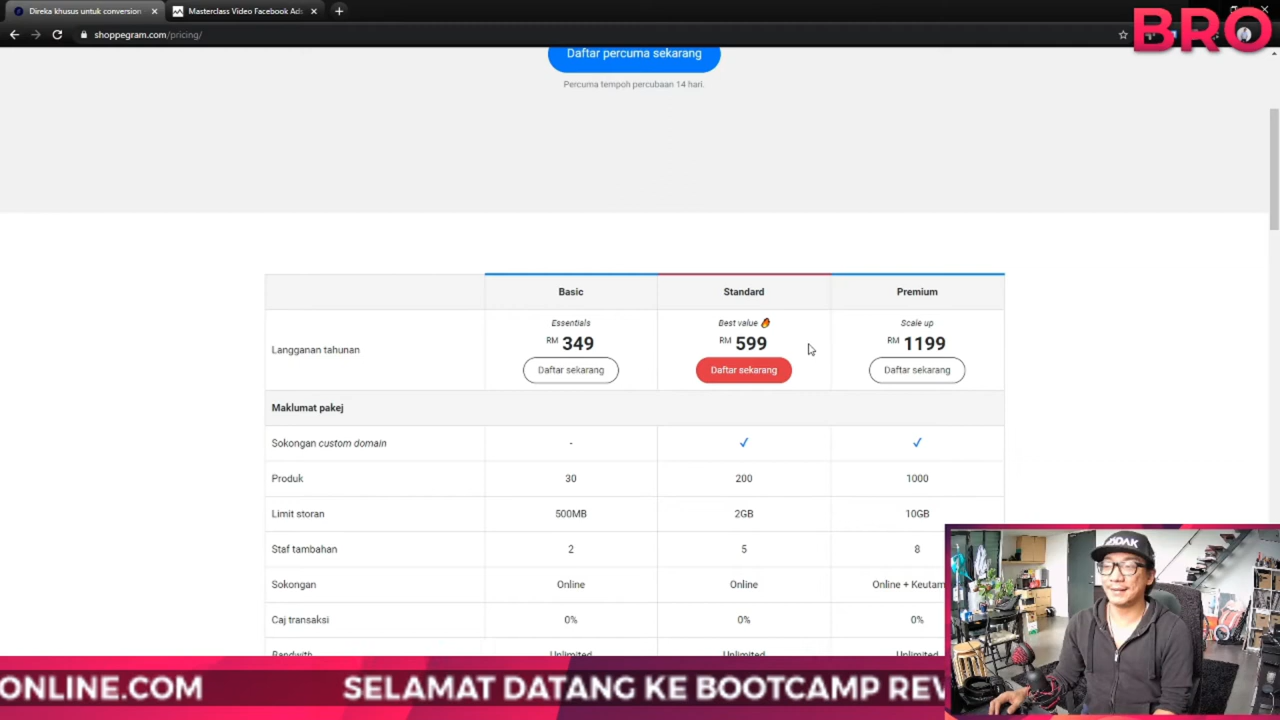 Direka khusus untuk conversion
Masterclass Video Facebook Ad
BRO
shoppegram.com/pricing/
Daftar percuma sekarang
Percuma tempoh percubaan 14 hari.
Basic Standard Premium
Essentials Best value Scale up
Langganan tahunan RM 349 RM 599 RM 1199
Daftar sekarang Daftar sekarang Daftar sekarang
Maklumat pakej
Sokongan custom domain - ✓ ✓
Produk 30 200 1000
Limit storan 500MB 2GB 10GB
Staf tambahan 2 5 8
Sokongan Online Online Online + Keutam
Caj transaksi 0% 0% 0%
Bandwith Unlimited Unlimited Unlimited
ONLINE.COM SELAMAT DATANG KE BOOTCAMP REV